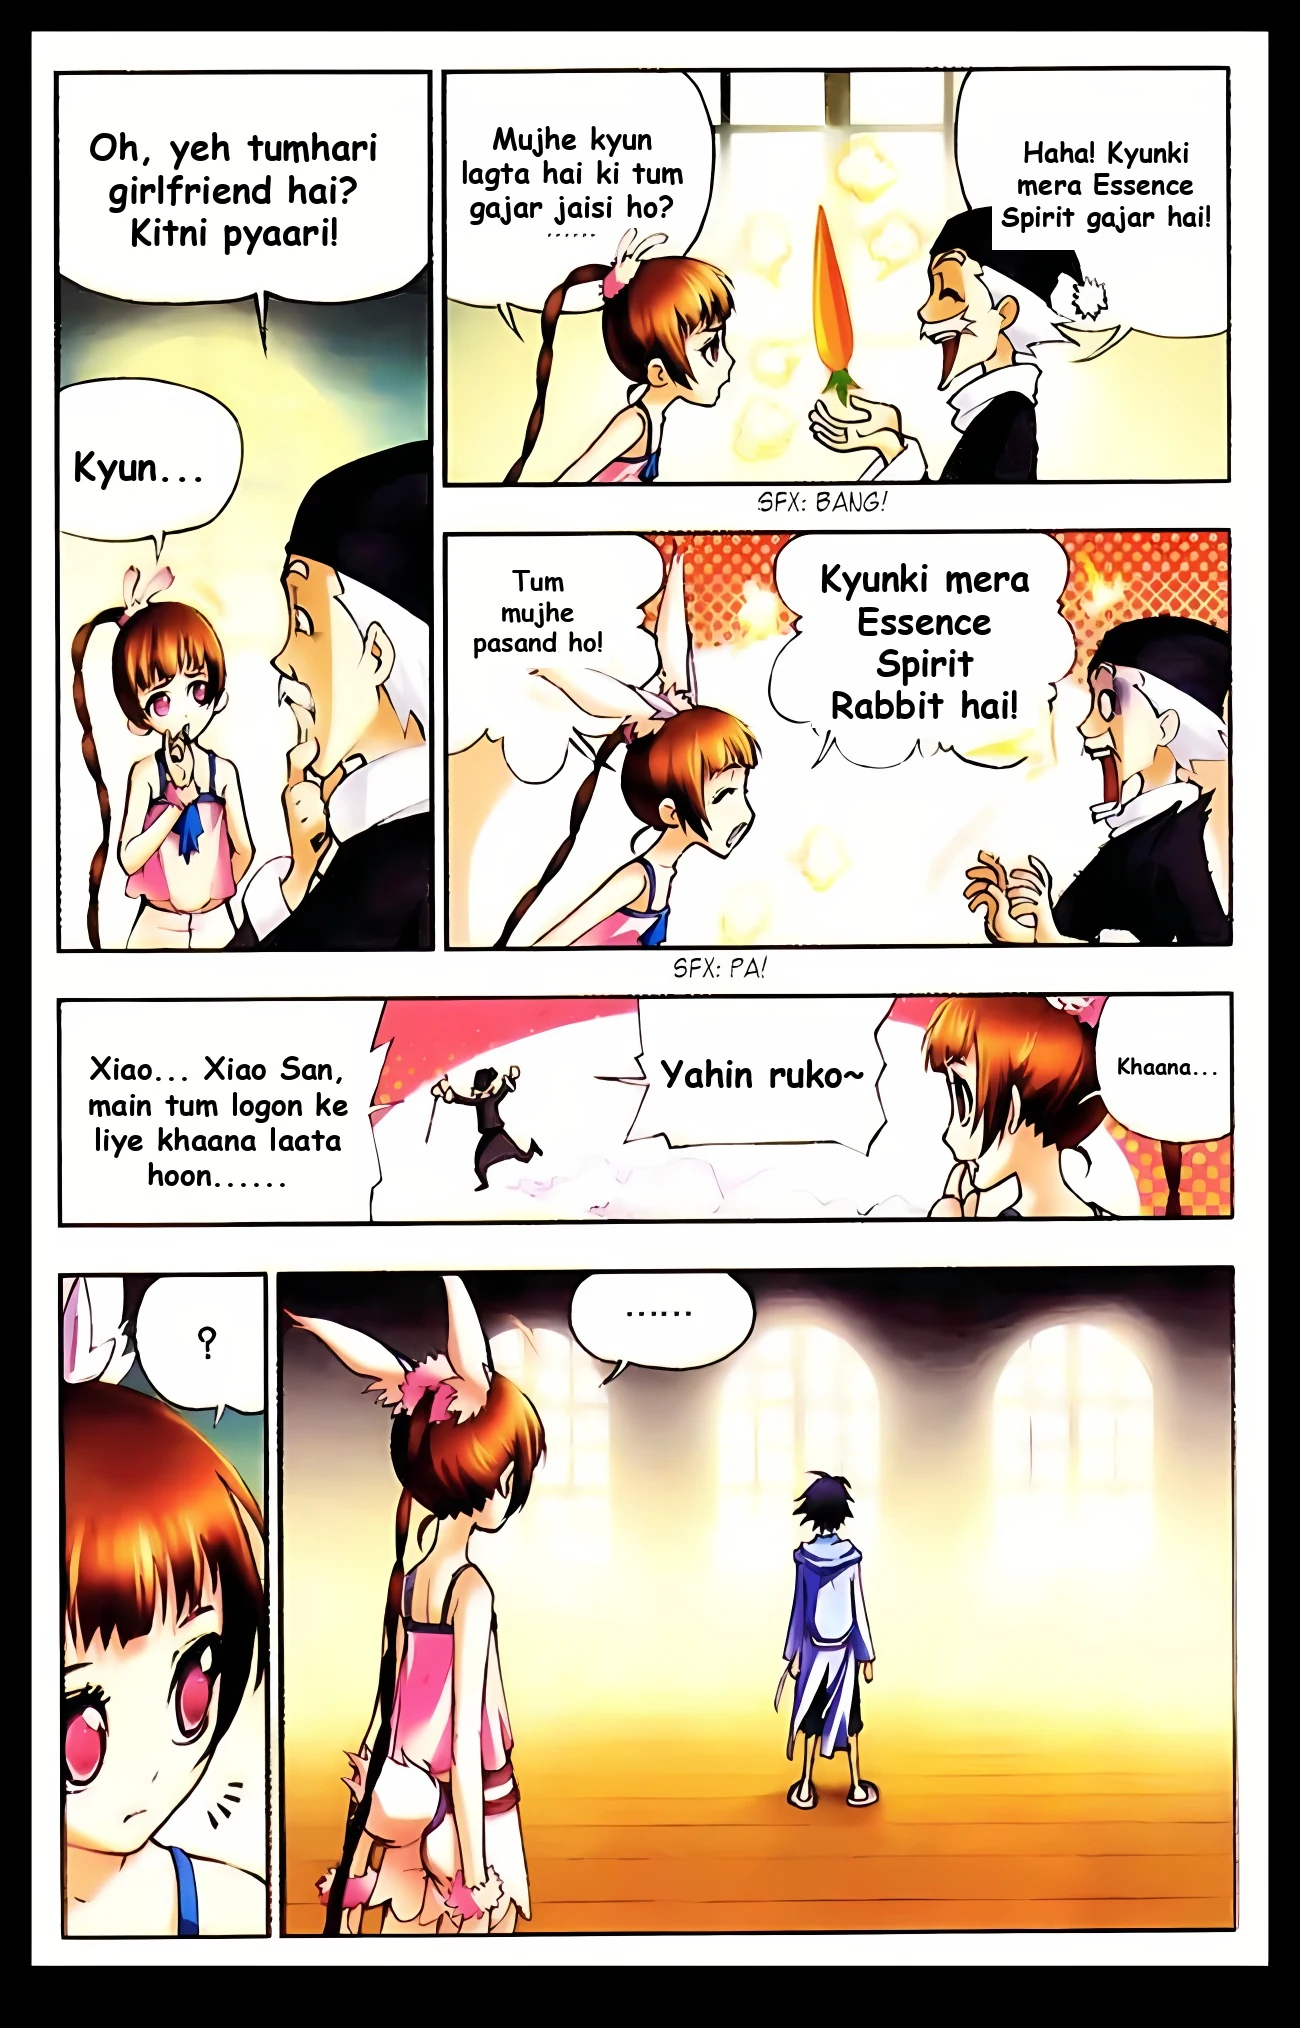 Oh, yeh tumhari
girlfriend hai?
Kitni pyaari!
Kyun...
Mujhe kyun
lagta hai ki tum
gajar jaisi ho?
......
Haha! Kyunki
mera Essence
Spirit gajar hai!
SFX: BANG!
Tum
mujhe
pasand ho!
Kyunki mera
Essence
Spirit
Rabbit hai!
SFX: PA!
Xiao... Xiao San,
main tum logon ke
liye khaana laata
hoon......
Yahin ruko~
Khaana...
?
......